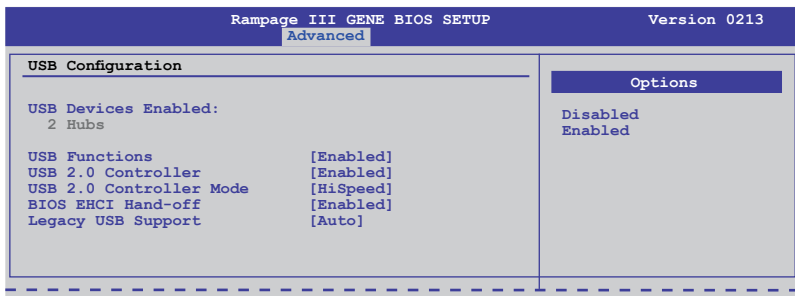 Rampage III GENE BIOS SETUP Version 0213
Advanced
USB Configuration
Options
USB Devices Enabled:
2 Hubs
Disabled
Enabled
USB Functions [Enabled]
USB 2.0 Controller [Enabled]
USB 2.0 Controller Mode [HiSpeed]
BIOS EHCI Hand-off [Enabled]
Legacy USB Support [Auto]